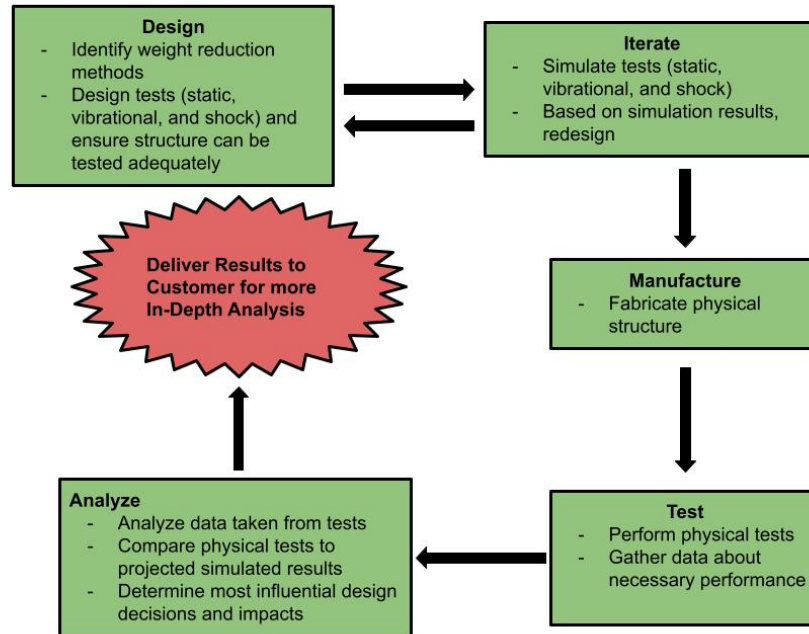 Design
- Identify weight reduction
methods
- Design tests (static,
vibrational, and shock) and
ensure structure can be
tested adequately
Iterate
- Simulate tests (static,
vibrational, and shock)
- Based on simulation results,
redesign
Manufacture
- Fabricate physical
structure
Test
- Perform physical tests
- Gather data about
necessary performance
Analyze
- Analyze data taken from tests
- Compare physical tests to
projected simulated results
- Determine most influential design
decisions and impacts
Deliver Results to
Customer for more
In-Depth Analysis